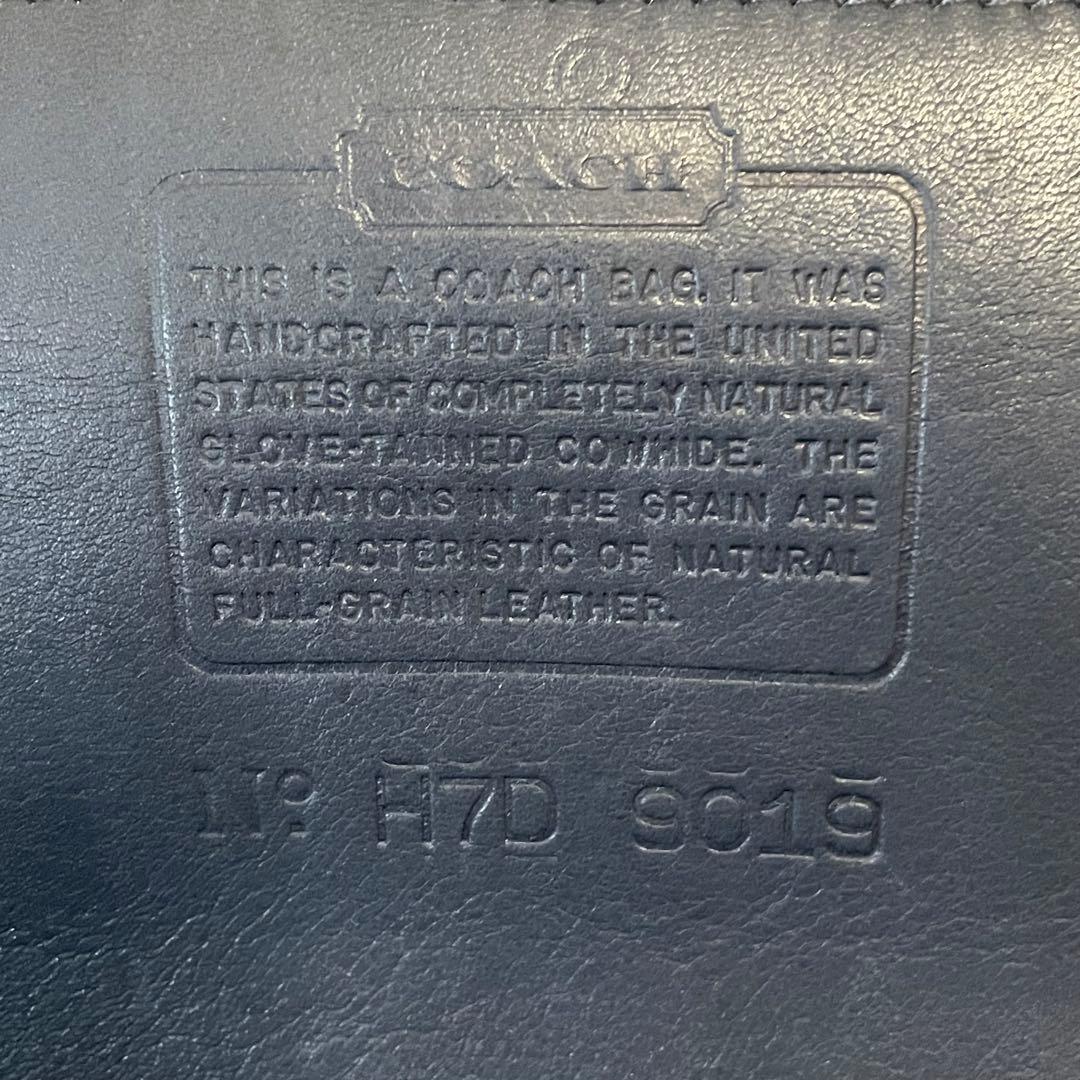 COACH
THIS IS A COACH BAG. IT WAS
HANDCRAFTED IN THE UNITED
STATES OF COMPLETELY NATURAL
GLOVE-TANNED COWHIDE. THE
VARIATIONS IN THE GRAIN ARE
CHARACTERISTIC OF NATURAL
FULL-GRAIN LEATHER.
No. H7D 9019